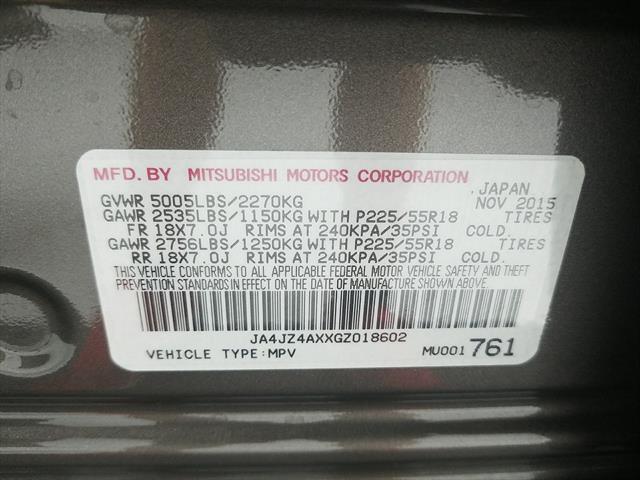 MFD. BY MITSUBISHI MOTORS CORPORATION
JAPAN
GVWR 5005LBS/2270KG NOV 2015
GAWR 2535LBS/1150KG WITH P225/55R18 TIRES
FR 18X7.0J RIMS AT 240KPA/35PSI COLD.
GAWR 2756LBS/1250KG WITH P225/55R18 TIRES
RR 18X7.0J RIMS AT 240KPA/35PSI COLD.
THIS VEHICLE CONFORMS TO ALL APPLICABLE FEDERAL MOTOR VEHICLE SAFETY AND THEFT
PREVENTION STANDARDS IN EFFECT ON THE DATE OF MANUFACTURE SHOWN ABOVE.
JA4JZ4AXXGZ018602
VEHICLE TYPE:MPV MU001 761